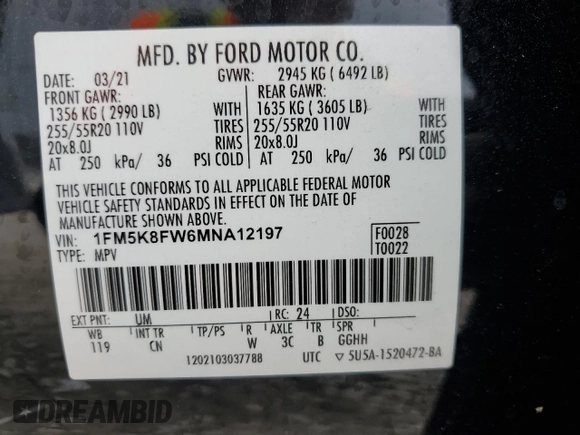 MFD. BY FORD MOTOR CO.
DATE: 03/21 GVWR: 2945 KG ( 6492 LB)
FRONT GAWR: REAR GAWR:
1356 KG ( 2990 LB) WITH 1635 KG ( 3605 LB) WITH
255/55R20 110V TIRES 255/55R20 110V TIRES
20x8.0J RIMS 20x8.0J RIMS
AT 250 kPa/ 36 PSI COLD AT 250 kPa/ 36 PSI COLD
THIS VEHICLE CONFORMS TO ALL APPLICABLE FEDERAL MOTOR
VEHICLE SAFETY STANDARDS IN EFFECT ON THE DATE OF
MANUFACTURE SHOWN ABOVE.
VIN: 1FM5K8FW6MNA12197 F0028
TYPE: MPV T0022
EXT PNT: UM RC: 24 DSO:
WB INT TR TP/PS R AXLE TR SPR
119 CN W 3C B GGHH
1202103037788 UTC ▽ 5U5A-1520472-BA
DREAMBID